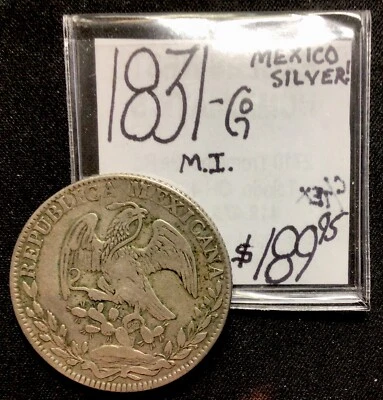 MEXICO
SILVER!
1831-Go
M.J.
$189.95
REPUBLICA MEXICANA